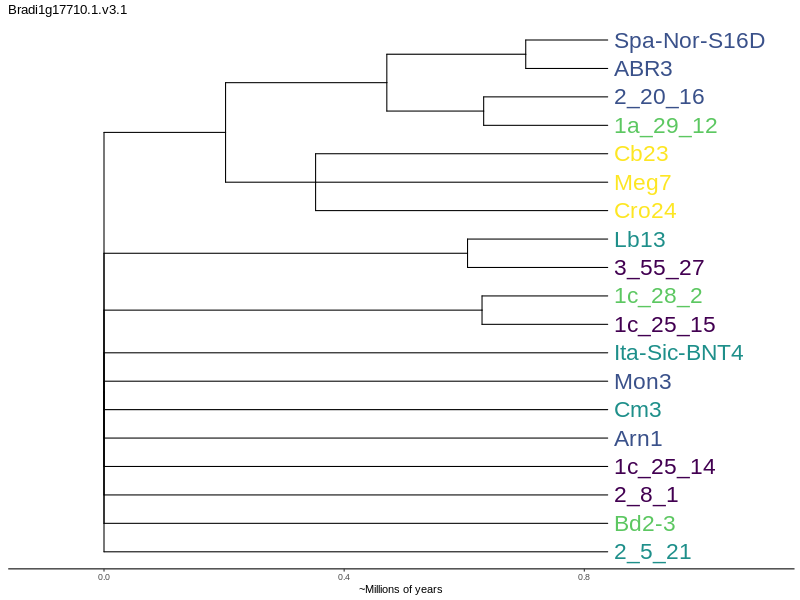 Bradi1g17710.1.v3.1
Spa-Nor-S16D
ABR3
2_20_16
1a_29_12
Cb23
Meg7
Cro24
Lb13
3_55_27
1c_28_2
1c_25_15
Ita-Sic-BNT4
Mon3
Cm3
Arn1
1c_25_14
2_8_1
Bd2-3
2_5_21
0.0 0.4 0.8
~Millions of years